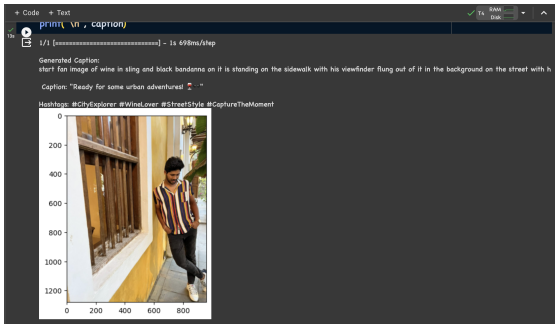 + Code + Text
T4 RAM
Disk
print( "\n", caption)
13s
1/1 [==============================] - 1s 698ms/step
Generated Caption:
start fan image of wine in sling and black bandanna on it is standing on the sidewalk with his viewfinder flung out of it in the background on the street with h
Caption: "Ready for some urban adventures! 🍷 "
Hashtags: #CityExplorer #WineLover #StreetStyle #CaptureTheMoment
0
200
400
600
800
1000
1200
0 200 400 600 800